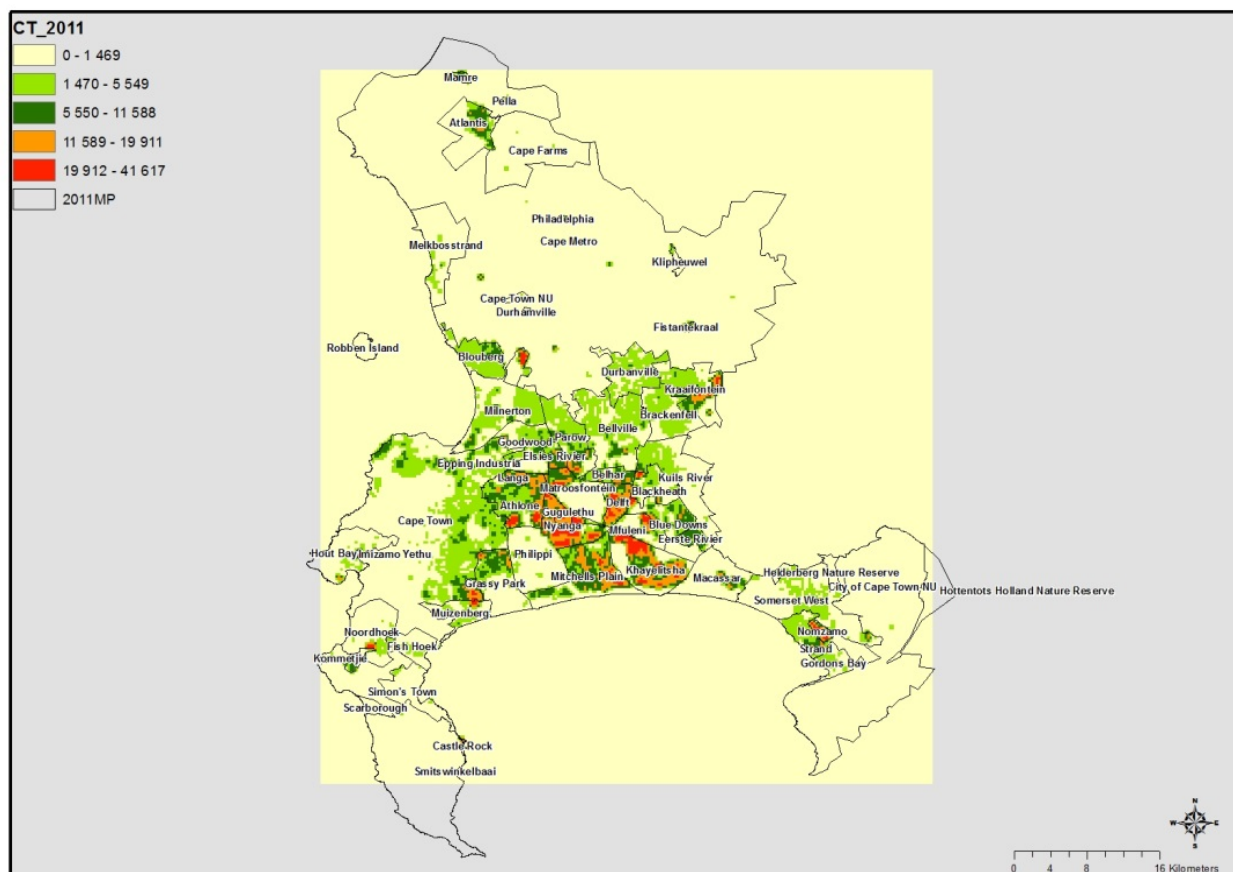 CT_2011
0 - 1 469
1 470 - 5 549
5 550 - 11 588
11 589 - 19 911
19 912 - 41 617
2011MP
Mamre
Pella
Atlantis
Cape Farms
Philadelphia
Melkbosstrand
Cape Metro
Klipheuwel
Cape Town NU
Durhamville
Fistantekraal
Robben Island
Blouberg
Durbanville
Kraaifontein
Milnerton
Brackenfell
Bellville
Goodwood
Parow
Elsies Rivier
Epping Industria
Langa
Belhar
Kuils River
Matroosfontein
Blackheath
Athlone
Delft
Gugulethu
Cape Town
Nyanga
Blue Downs
Mfuleni
Eerste Rivier
Hout Bay
Imizamo Yethu
Philippi
Khayelitsha
Mitchells Plain
Macassar
Helderberg Nature Reserve
Grassy Park
City of Cape Town NU
Hottentots Holland Nature Reserve
Somerset West
Muizenberg
Noordhoek
Nomzamo
Fish Hoek
Strand
Kommetjie
Gordons Bay
Simon's Town
Scarborough
Castle Rock
Smitswinkelbaai
N
W
E
S
0 4 8 16 Kilometers